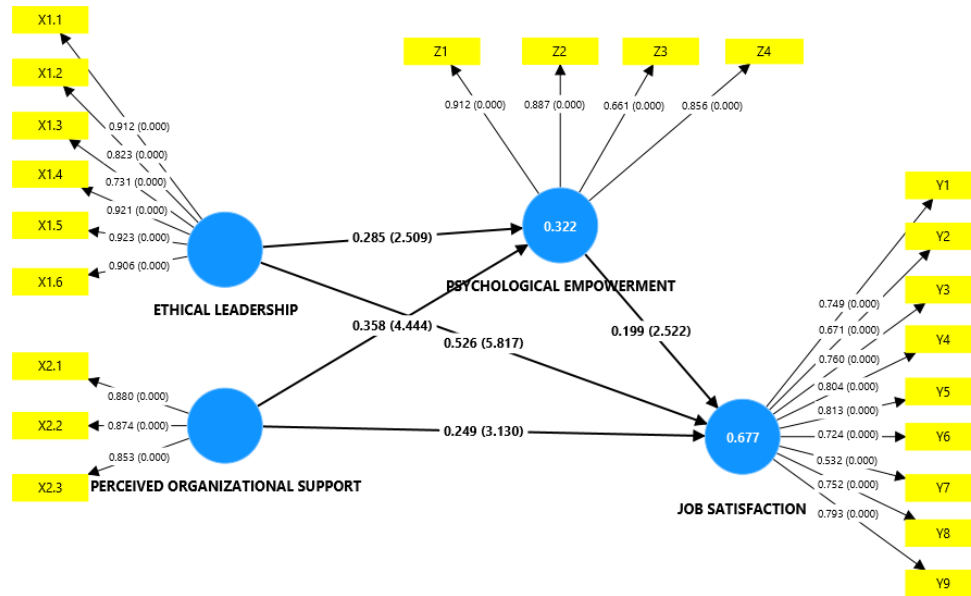 X1.1
X1.2
X1.3
X1.4
X1.5
X1.6
0.912 (0.000)
0.823 (0.000)
0.731 (0.000)
0.921 (0.000)
0.923 (0.000)
0.906 (0.000)
ETHICAL LEADERSHIP
Z1
Z2
Z3
Z4
0.912 (0.000)
0.887 (0.000)
0.661 (0.000)
0.856 (0.000)
0.322
PSYCHOLOGICAL EMPOWERMENT
0.285 (2.509)
0.358 (4.444)
0.526 (5.817)
0.199 (2.522)
0.249 (3.130)
X2.1
X2.2
X2.3
0.880 (0.000)
0.874 (0.000)
0.853 (0.000)
PERCEIVED ORGANIZATIONAL SUPPORT
0.677
JOB SATISFACTION
0.749 (0.000)
0.671 (0.000)
0.760 (0.000)
0.804 (0.000)
0.813 (0.000)
0.724 (0.000)
0.532 (0.000)
0.752 (0.000)
0.793 (0.000)
Y1
Y2
Y3
Y4
Y5
Y6
Y7
Y8
Y9